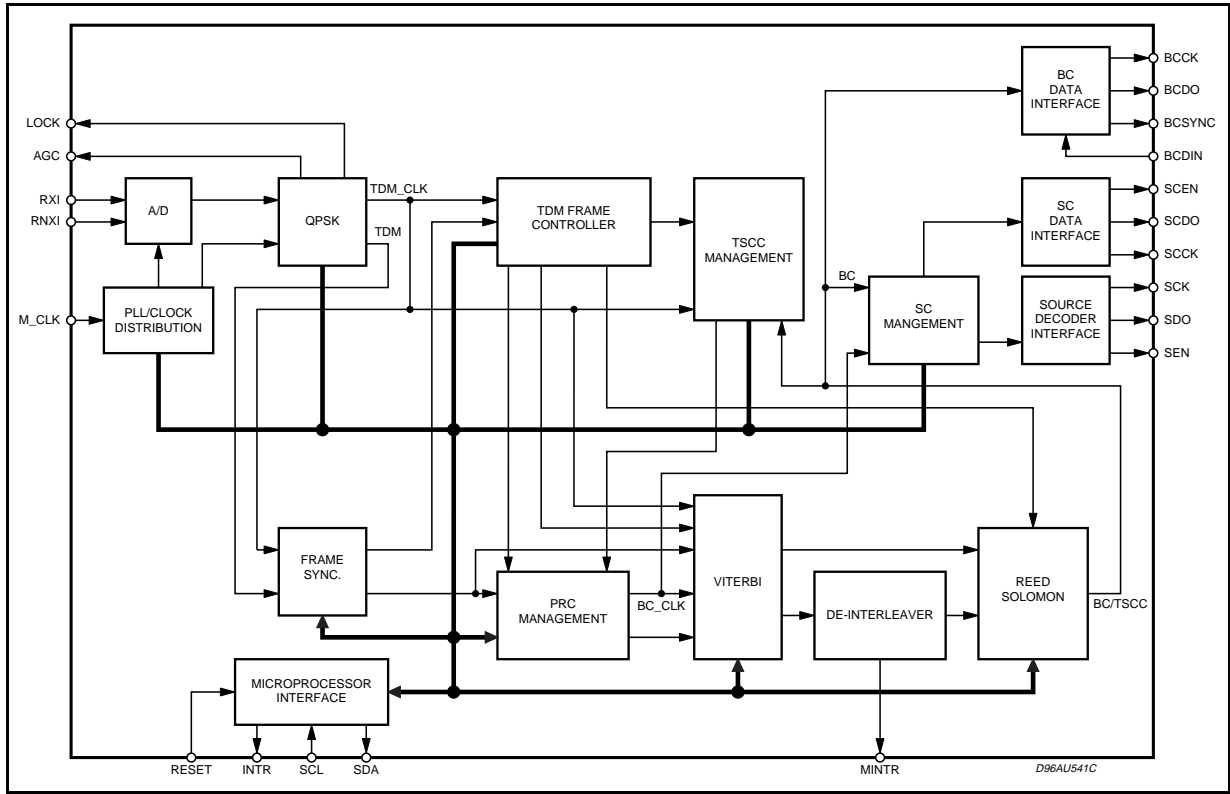 BCCK
BC
DATA
INTERFACE
BCDO
BCSYNC
BCDIN
LOCK
AGC
RXI
RNXI
A/D
QPSK
TDM_CLK
TDM
TDM FRAME
CONTROLLER
TSCC
MANAGEMENT
SCEN
SC
DATA
INTERFACE
SCDO
SCCK
M_CLK
PLL/CLOCK
DISTRIBUTION
BC
SC
MANGEMENT
SOURCE
DECODER
INTERFACE
SCK
SDO
SEN
FRAME
SYNC.
PRC
MANAGEMENT
BC_CLK
VITERBI
DE-INTERLEAVER
REED
SOLOMON
BC/TSCC
MICROPROCESSOR
INTERFACE
RESET
INTR
SCL
SDA
MINTR
D96AU541C